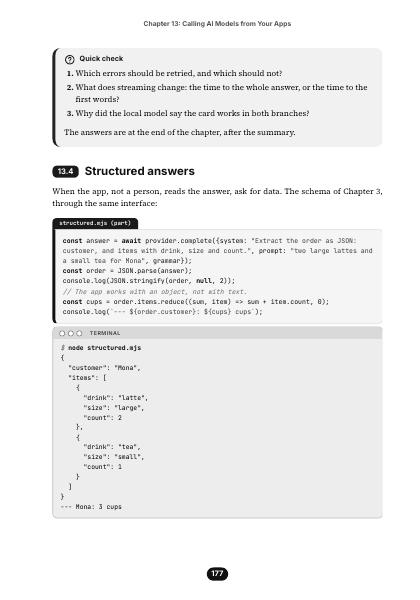 Chapter 13: Calling AI Models from Your Apps
Quick check
1. Which errors should be retried, and which should not?
2. What does streaming change: the time to the whole answer, or the time to the
first words?
3. Why did the local model say the card works in both branches?
The answers are at the end of the chapter, after the summary.
13.4 Structured answers
When the app, not a person, reads the answer, ask for data. The schema of Chapter 3,
through the same interface:
structured.mjs (part)
const answer = await provider.complete({system: "Extract the order as JSON:
customer, and items with drink, size and count.", prompt: "two large lattes and
a small tea for Mona", grammar});
const order = JSON.parse(answer);
console.log(JSON.stringify(order, null, 2));
// The app works with an object, not with text.
const cups = order.items.reduce((sum, item) => sum + item.count, 0);
console.log(`--- ${order.customer}: ${cups} cups`);
TERMINAL
$ node structured.mjs
{
  "customer": "Mona",
  "items": [
    {
      "drink": "latte",
      "size": "large",
      "count": 2
    },
    {
      "drink": "tea",
      "size": "small",
      "count": 1
    }
  ]
}
--- Mona: 3 cups
177